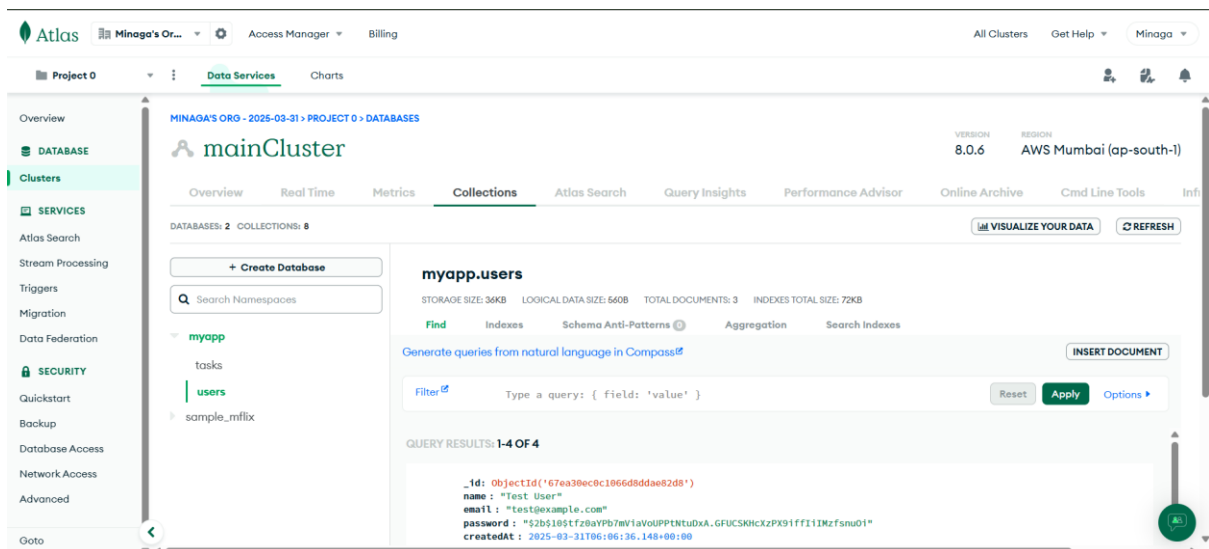 Atlas Minaga's Or... Access Manager Billing All Clusters Get Help Minaga
Project 0 Data Services Charts
Overview
DATABASE
Clusters
SERVICES
Atlas Search
Stream Processing
Triggers
Migration
Data Federation
SECURITY
Quickstart
Backup
Database Access
Network Access
Advanced
Goto
MINAGA'S ORG - 2025-03-31 > PROJECT 0 > DATABASES
mainCluster
VERSION REGION
8.0.6 AWS Mumbai (ap-south-1)
Overview Real Time Metrics Collections Atlas Search Query Insights Performance Advisor Online Archive Cmd Line Tools Infr
DATABASES: 2 COLLECTIONS: 8 VISUALIZE YOUR DATA REFRESH
+ Create Database
Search Namespaces
myapp
tasks
users
sample_mflix
myapp.users
STORAGE SIZE: 36KB LOGICAL DATA SIZE: 560B TOTAL DOCUMENTS: 3 INDEXES TOTAL SIZE: 72KB
Find Indexes Schema Anti-Patterns 0 Aggregation Search Indexes
Generate queries from natural language in Compass INSERT DOCUMENT
Filter Type a query: { field: 'value' } Reset Apply Options
QUERY RESULTS: 1-4 OF 4
_id: ObjectId('67ea30ec0c1066d8ddae82d8')
name : "Test User"
email : "test@example.com"
password : "$2b$10$tfz0aYPb7mViaVoUPPtNtuDxA.GFUCSKHcXzPX9iffIiIMzfsnuOi"
createdAt : 2025-03-31T06:06:36.148+00:00